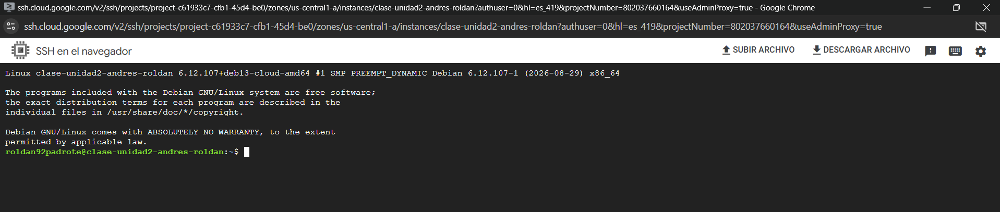 ssh.cloud.google.com/v2/ssh/projects/project-c61933c7-cfb1-45d4-be0/zones/us-central1-a/instances/clase-unidad2-andres-roldan?authuser=0&hl=es_419&projectNumber=802037660164&useAdminProxy=true - Google Chrome
ssh.cloud.google.com/v2/ssh/projects/project-c61933c7-cfb1-45d4-be0/zones/us-central1-a/instances/clase-unidad2-andres-roldan?authuser=0&hl=es_419&projectNumber=802037660164&useAdminProxy=true
SSH en el navegador SUBIR ARCHIVO DESCARGAR ARCHIVO
Linux clase-unidad2-andres-roldan 6.12.107+deb13-cloud-amd64 #1 SMP PREEMPT_DYNAMIC Debian 6.12.107-1 (2026-08-29) x86_64
The programs included with the Debian GNU/Linux system are free software;
the exact distribution terms for each program are described in the
individual files in /usr/share/doc/*/copyright.
Debian GNU/Linux comes with ABSOLUTELY NO WARRANTY, to the extent
permitted by applicable law.
roldan92padrote@clase-unidad2-andres-roldan:~$